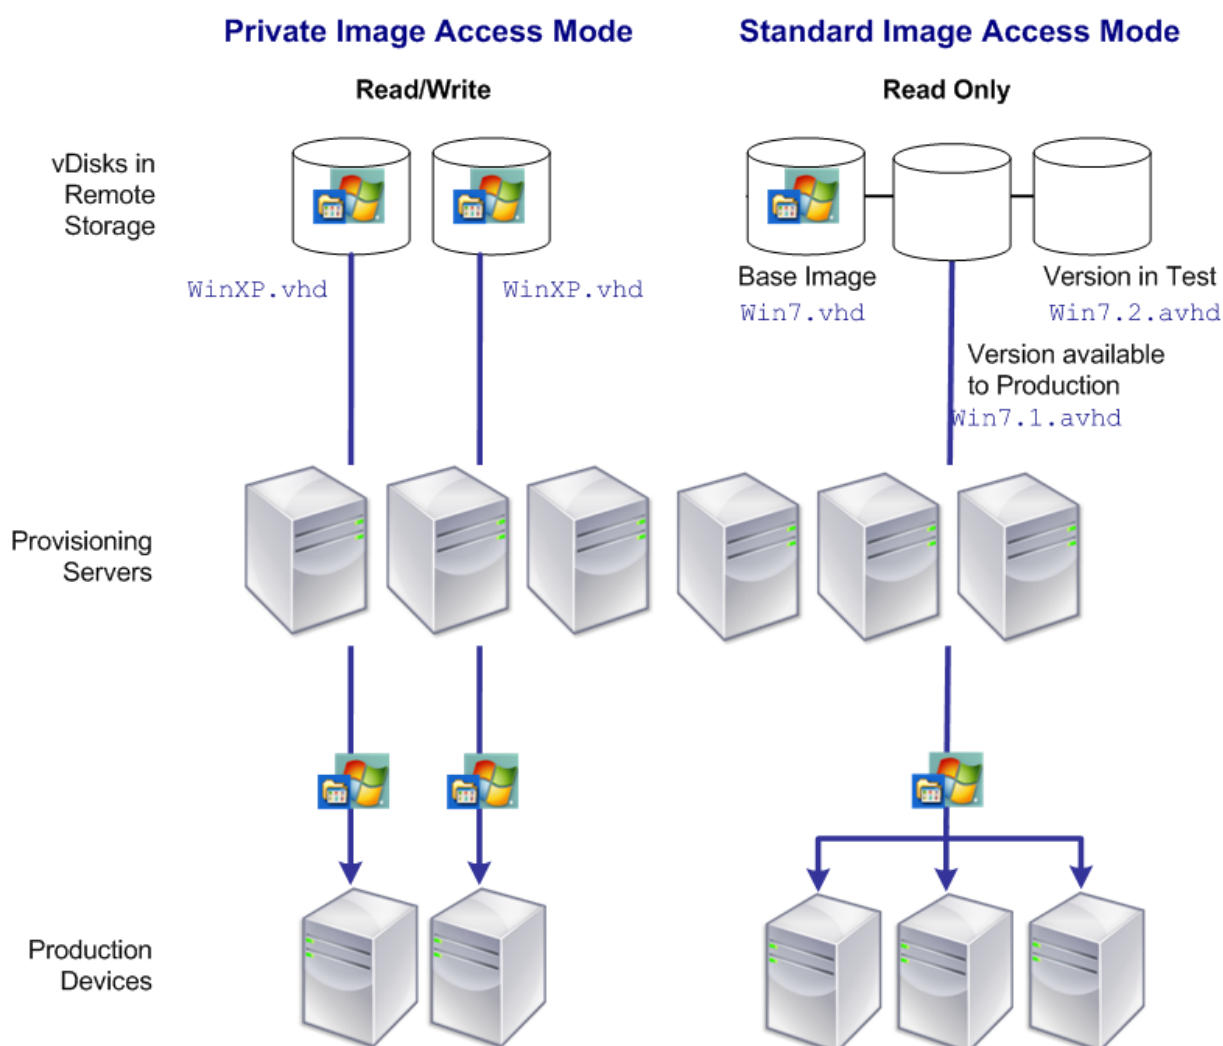 Private Image Access Mode
Standard Image Access Mode
Read/Write
Read Only
vDisks in
Remote
Storage
WinXP.vhd
WinXP.vhd
Base Image
Win7.vhd
Version in Test
Win7.2.avhd
Version available
to Production
Win7.1.avhd
Provisioning
Servers
Production
Devices